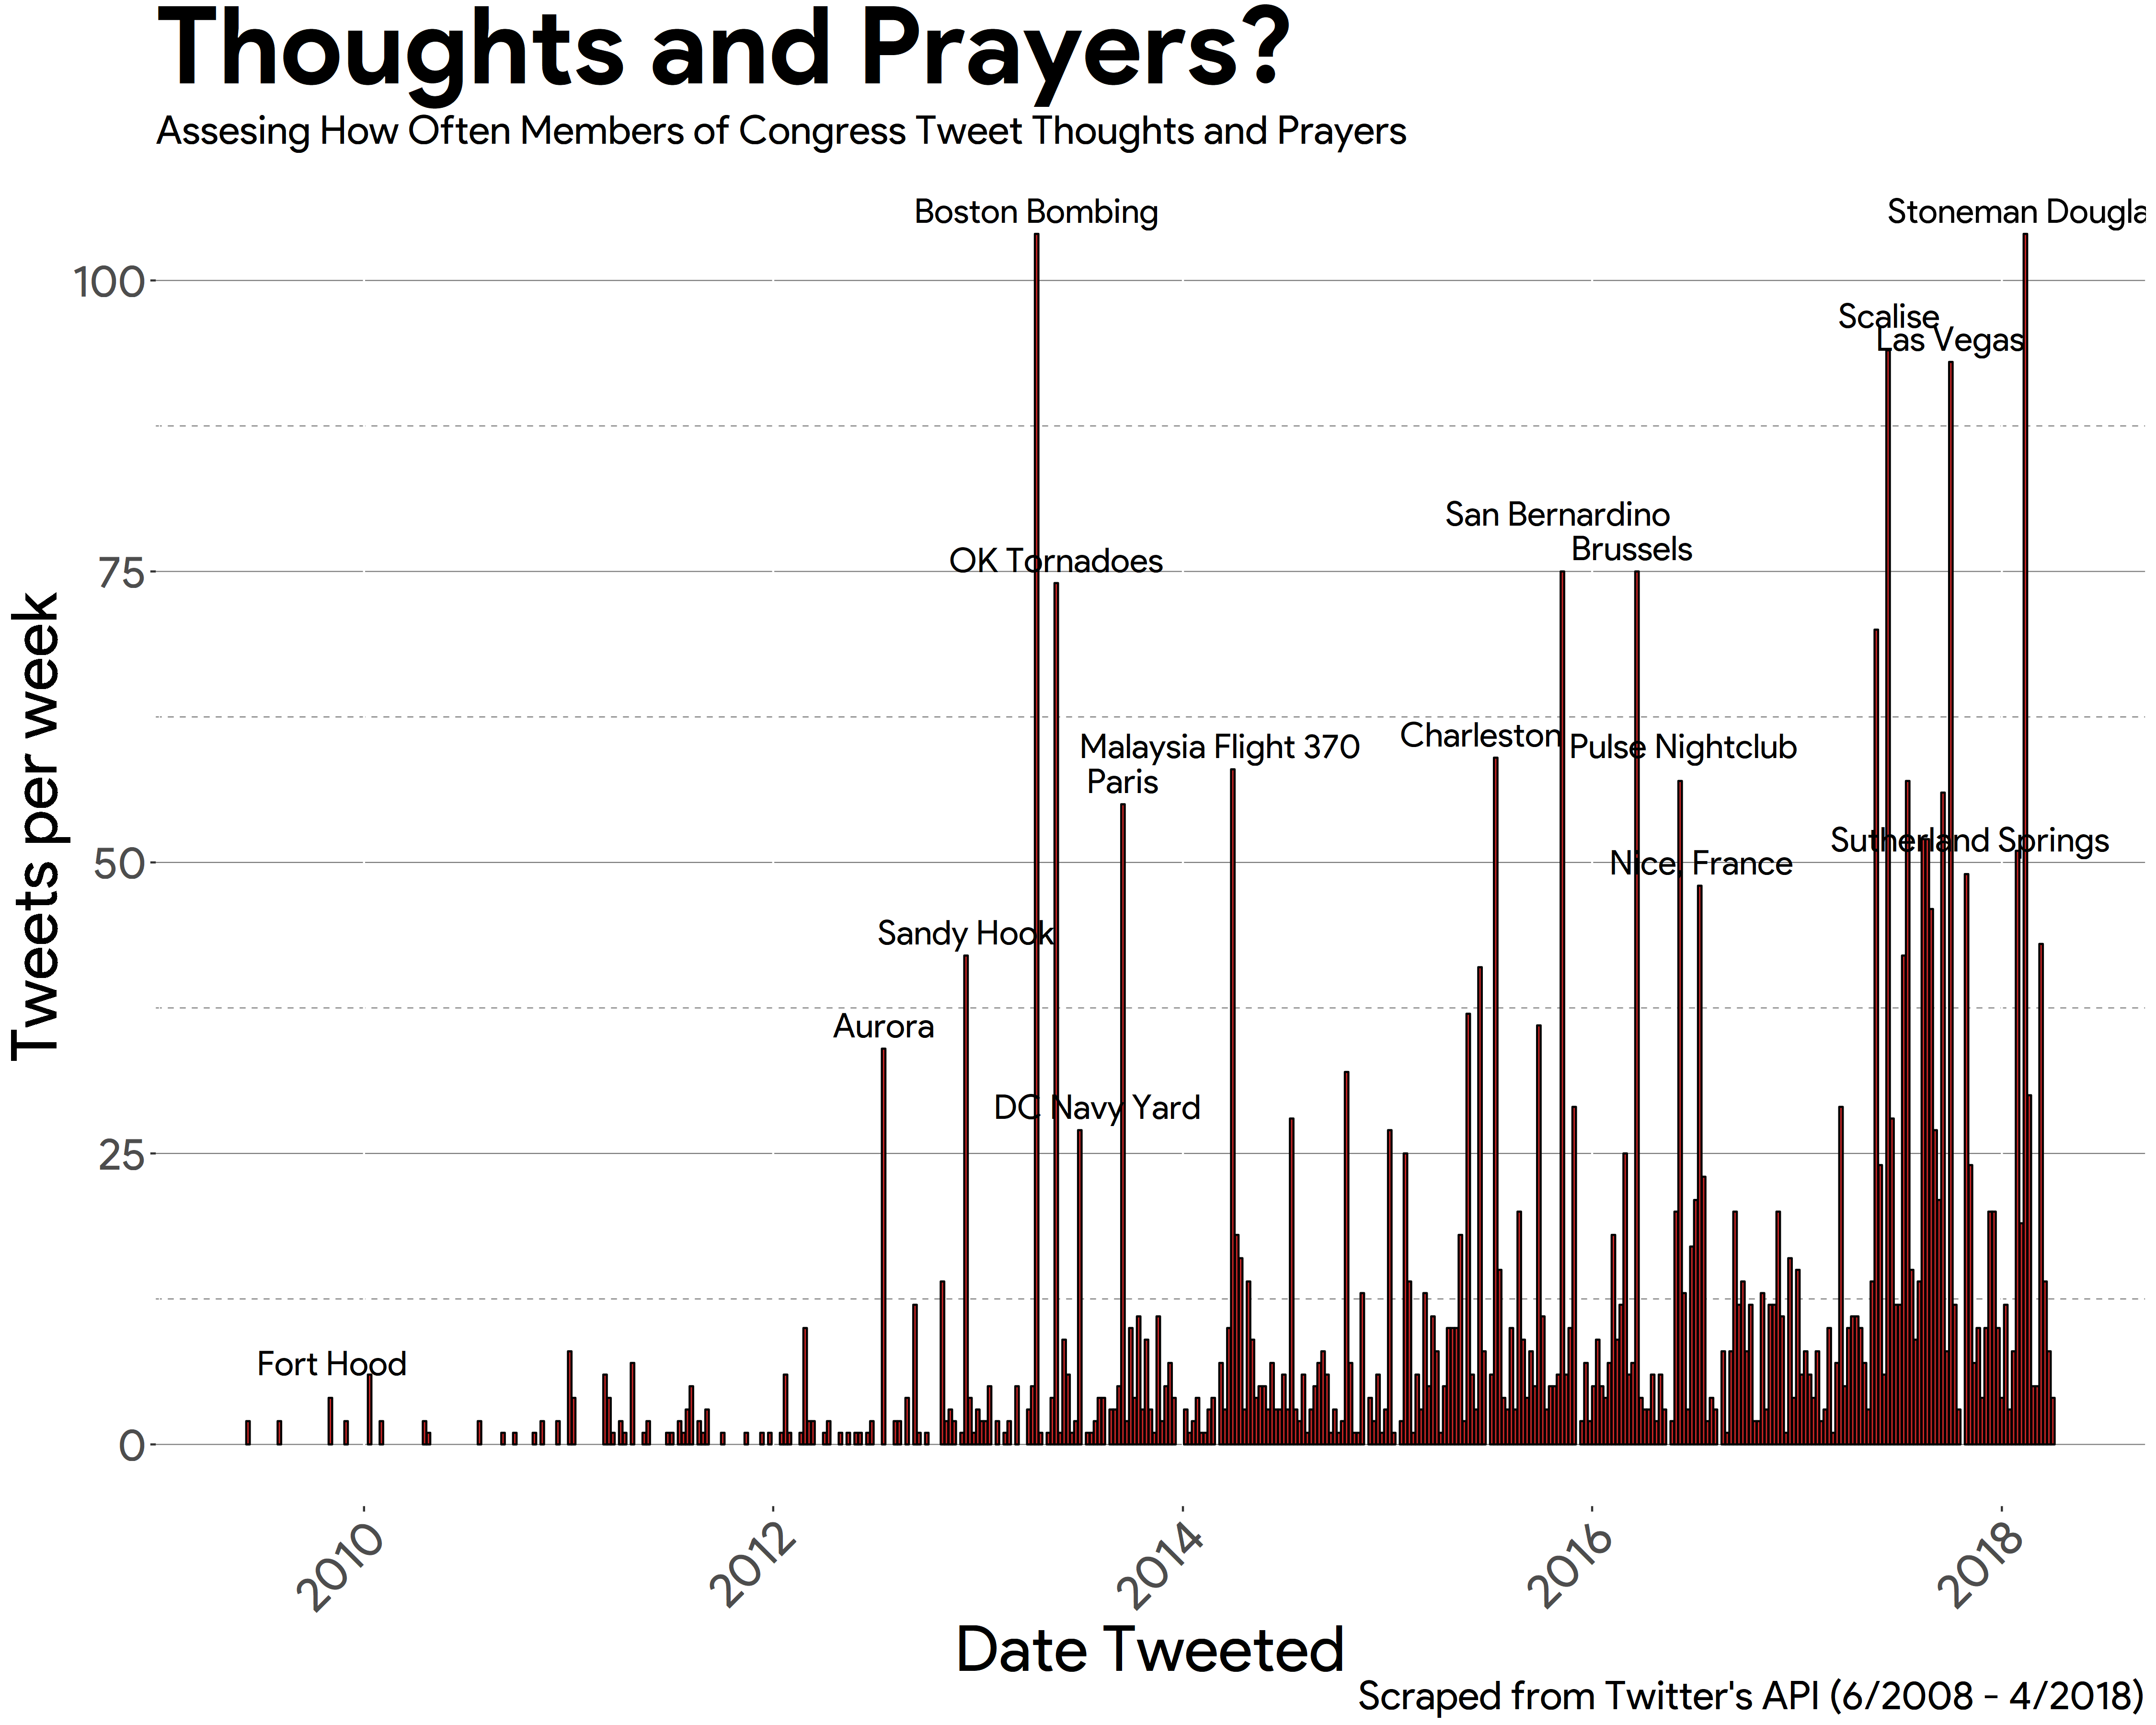 Thoughts and Prayers?
Assesing How Often Members of Congress Tweet Thoughts and Prayers
Boston Bombing
Stoneman Dougla
100
Scalise
Las Vegas
San Bernardino
Brussels
OK Tornadoes
75
Charleston
Pulse Nightclub
Malaysia Flight 370
Paris
Sutherland Springs
50
Nice, France
Sandy Hook
Aurora
DC Navy Yard
25
Fort Hood
0
Tweets per week
2010
2012
2014
2016
2018
Date Tweeted
Scraped from Twitter's API (6/2008 - 4/2018)